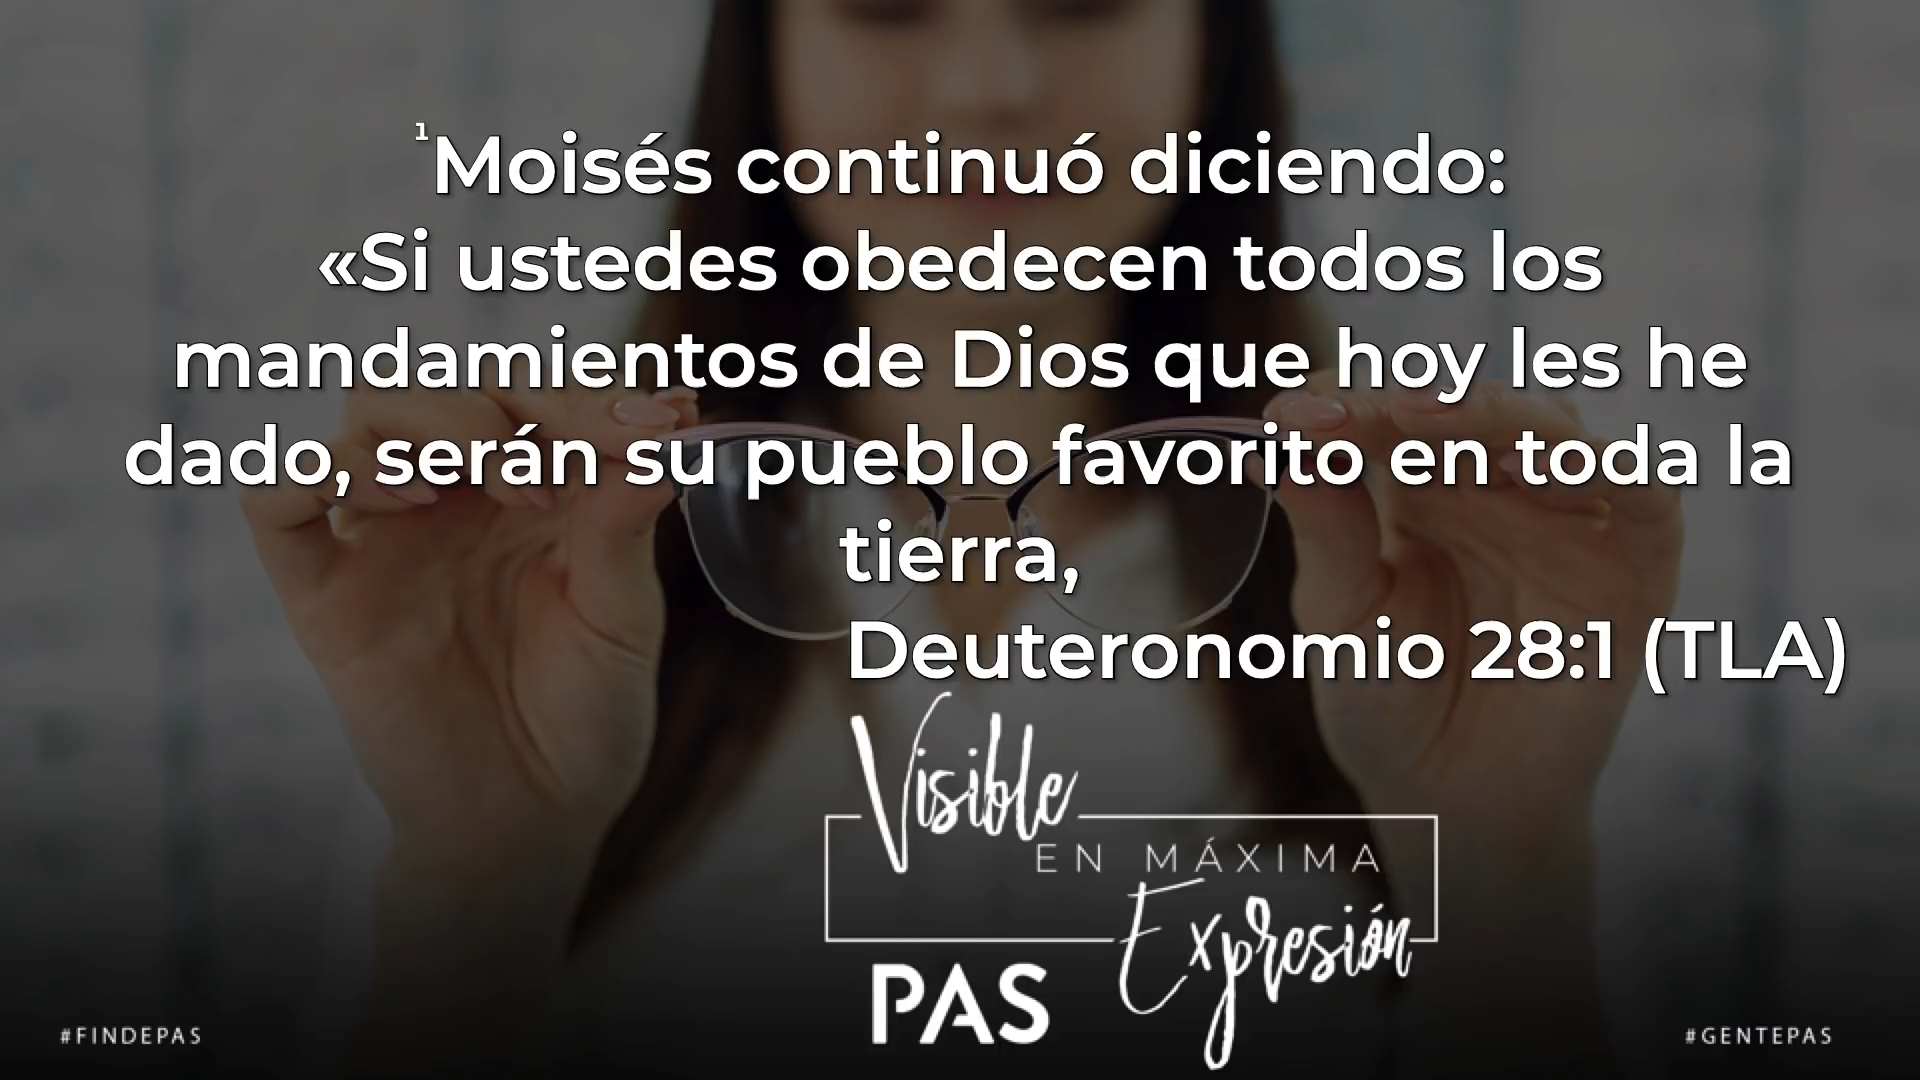 ¹Moisés continuó diciendo:
«Si ustedes obedecen todos los
mandamientos de Dios que hoy les he
dado, serán su pueblo favorito en toda la
tierra,
Deuteronomio 28:1 (TLA)
Visible
EN MÁXIMA
Expresión
PAS
#FINDEPAS
#GENTEPAS